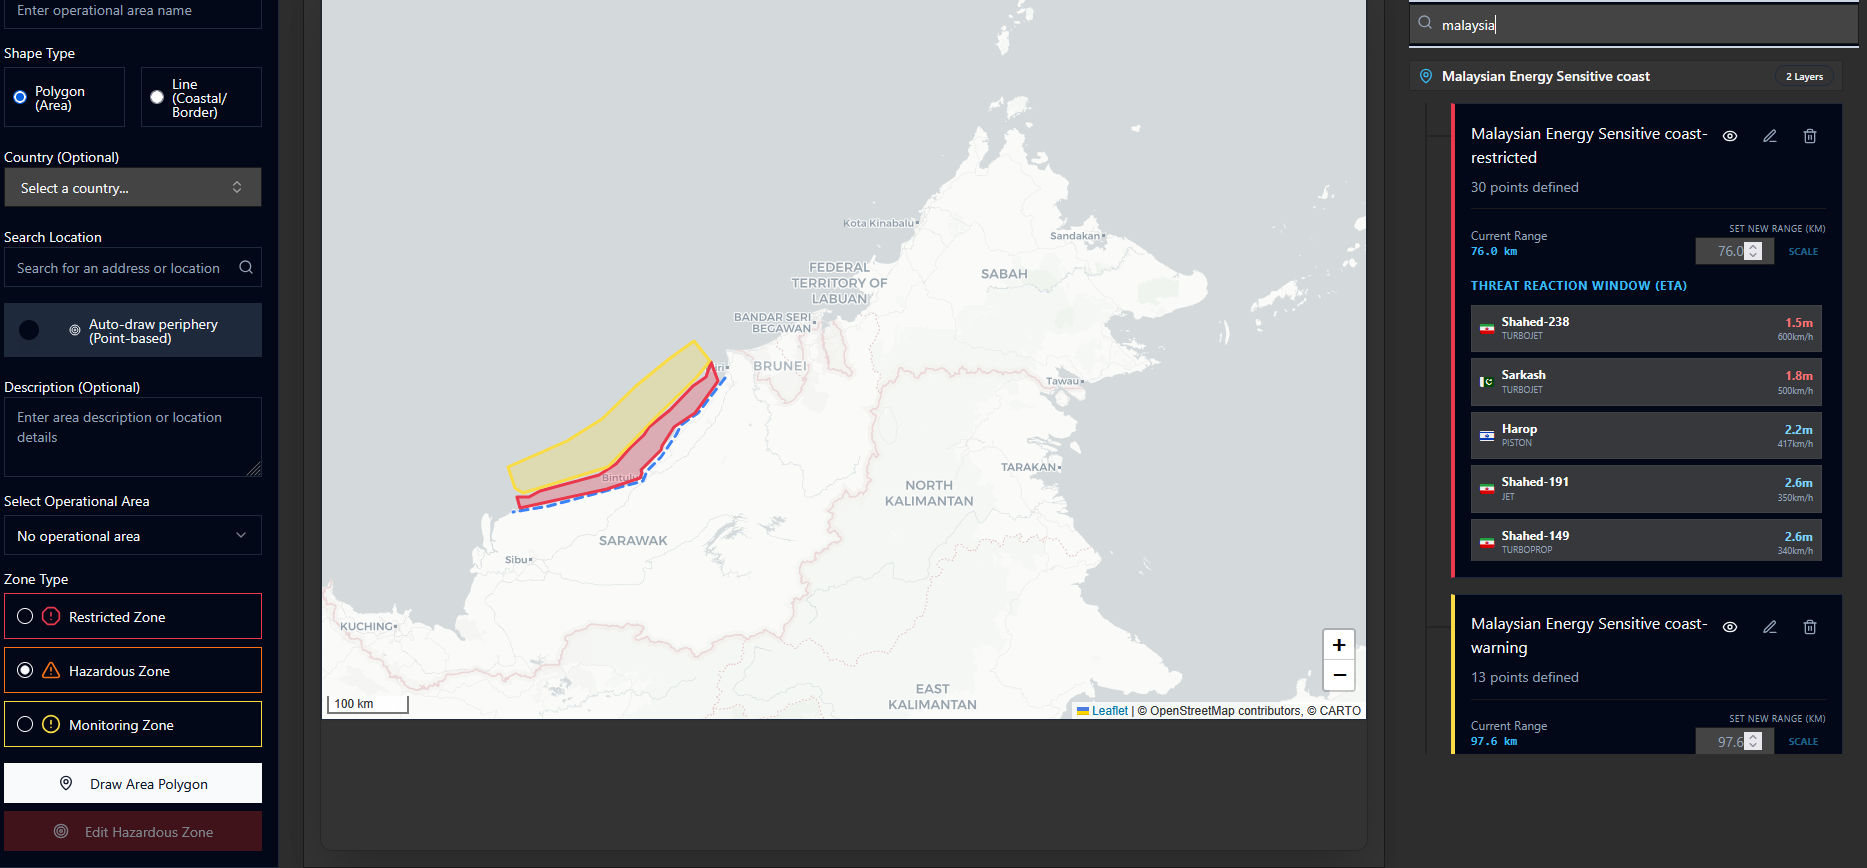 Enter operational area name
Shape Type
Polygon
(Area)
Line
(Coastal/
Border)
Country (Optional)
Select a country...
Search Location
Search for an address or location
Auto-draw periphery
(Point-based)
Description (Optional)
Enter area description or location
details
Select Operational Area
No operational area
Zone Type
Restricted Zone
Hazardous Zone
Monitoring Zone
Draw Area Polygon
Edit Hazardous Zone
Kota Kinabalu
Sandakan
FEDERAL
TERRITORY OF
LABUAN
SABAH
BANDAR SERI
BEGAWAN
BRUNEI
Tawau
TARAKAN
Bintulu
NORTH
KALIMANTAN
SARAWAK
Sibu
KUCHING
EAST
KALIMANTAN
+
−
100 km
Leaflet | © OpenStreetMap contributors, © CARTO
malaysia
Malaysian Energy Sensitive coast
2 Layers
Malaysian Energy Sensitive coast-
restricted
30 points defined
Current Range
76.0 km
SET NEW RANGE (KM)
76.0
SCALE
THREAT REACTION WINDOW (ETA)
Shahed-238
TURBOJET
1.5m
600km/h
Sarkash
TURBOJET
1.8m
500km/h
Harop
PISTON
2.2m
417km/h
Shahed-191
JET
2.6m
350km/h
Shahed-149
TURBOPROP
2.6m
340km/h
Malaysian Energy Sensitive coast-
warning
13 points defined
Current Range
97.6 km
SET NEW RANGE (KM)
97.6
SCALE